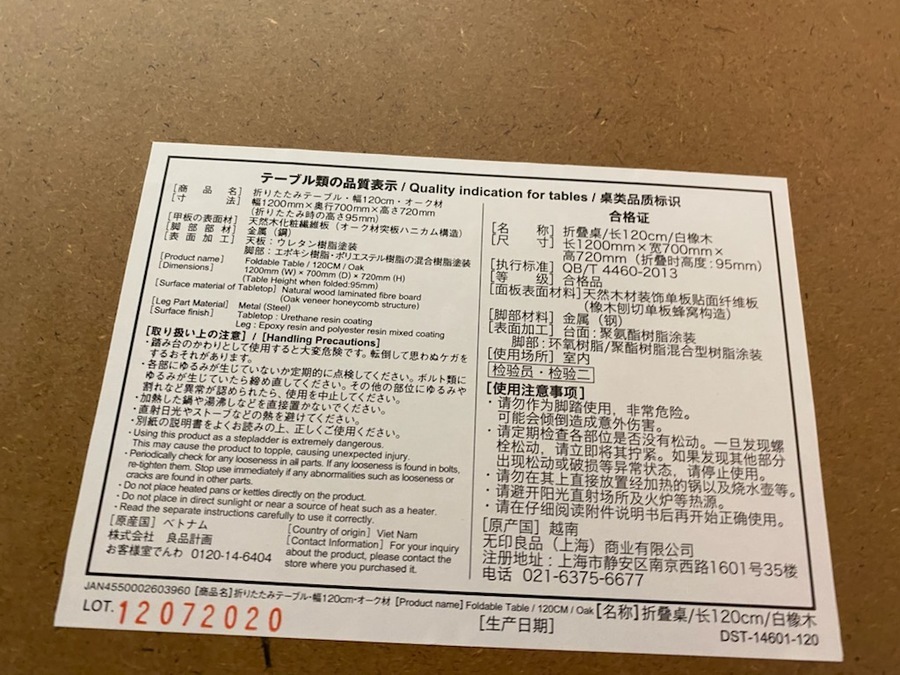 テーブル類の品質表示 / Quality indication for tables / 桌类品质标识
[商品名] 折りたたみテーブル・幅120cm・オーク材
[寸法] 幅1200mm×奥行700mm×高さ720mm
(折りたたみ時の高さ95mm)
[甲板の表面材] 天然木化粧繊維板(オーク材突板ハニカム構造)
[脚部部材] 金属(鋼)
[表面加工] 天板:ウレタン樹脂塗装
脚部:エポキシ樹脂・ポリエステル樹脂の混合樹脂塗装
[Product name] Foldable Table / 120CM / Oak
[Dimensions] 1200mm (W) × 700mm (D) × 720mm (H)
(Table Height when folded:95mm)
[Surface material of Tabletop] Natural wood laminated fibre board
(Oak veneer honeycomb structure)
[Leg Part Material] Metal (Steel)
[Surface finish] Tabletop : Urethane resin coating
Leg : Epoxy resin and polyester resin mixed coating
[取り扱い上の注意] / [Handling Precautions]
・踏み台のかわりとして使用すると大変危険です。転倒して思わぬケガを
するおそれがあります。
・各部にゆるみが生じていないか定期的に点検してください。ボルト類に
ゆるみが生じていたら締め直してください。その他の部位にゆるみや
割れなど異常が認められたら、使用を中止してください。
・加熱した鍋や湯沸しなどを直接置かないでください。
・直射日光やストーブなどの熱を避けてください。
・別紙の説明書をよくお読みの上、正しくご使用ください。
・Using this product as a stepladder is extremely dangerous.
This may cause the product to topple, causing unexpected injury.
・Periodically check for any looseness in all parts. If any looseness is found in bolts,
re-tighten them. Stop use immediately if any abnormalities such as looseness or
cracks are found in other parts.
・Do not place heated pans or kettles directly on the product.
・Do not place in direct sunlight or near a source of heat such as a heater.
・Read the separate instructions carefully to use it correctly.
[原産国] ベトナム
株式会社 良品計画
お客様室でんわ 0120-14-6404
[Country of origin] Viet Nam
[Contact Information] For your inquiry
about the product, please contact the
store where you purchased it.
合格证
[名称] 折叠桌/长120cm/白橡木
[尺寸] 长1200mm×宽700mm×
高720mm(折叠时高度:95mm)
[执行标准] QB/T 4460-2013
[等级] 合格品
[面板表面材料] 天然木材装饰单板贴面纤维板
(橡木刨切单板蜂窝构造)
[脚部材料] 金属(钢)
[表面加工] 台面:聚氨酯树脂涂装
脚部:环氧树脂/聚酯树脂混合型树脂涂装
[使用场所] 室内
检验员・检验二
[使用注意事项]
・请勿作为脚踏使用,非常危险。
可能会倾倒造成意外伤害。
・请定期检查各部位是否没有松动。一旦发现螺
栓松动,请立即将其拧紧。如果发现其他部分
出现松动或破损等异常状态,请停止使用。
・请勿在其上直接放置经加热的锅以及烧水壶等。
・请避开阳光直射场所及火炉等热源。
・请在仔细阅读附件说明书后再开始正确使用。
[原产国] 越南
无印良品(上海)商业有限公司
注册地址:上海市静安区南京西路1601号35楼
电话 021-6375-6677
JAN4550002603960 [商品名]折りたたみテーブル・幅120cm・オーク材 [Product name] Foldable Table / 120CM / Oak [名称]折叠桌/长120cm/白橡木
LOT. 12072020 [生产日期] DST-14601-120